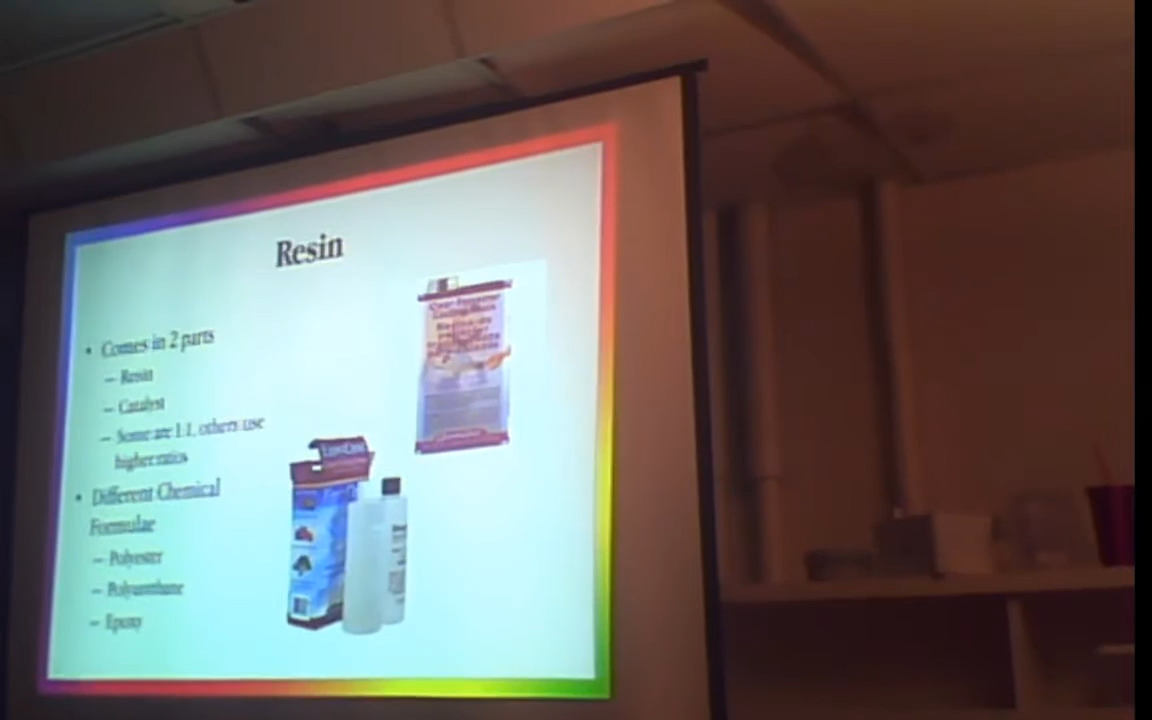 Resin
• Comes in 2 parts
– Resin
– Catalyst
– Some are 1:1, others use
higher ratios
• Different Chemical
Formulae
– Polyester
– Polyurethane
– Epoxy